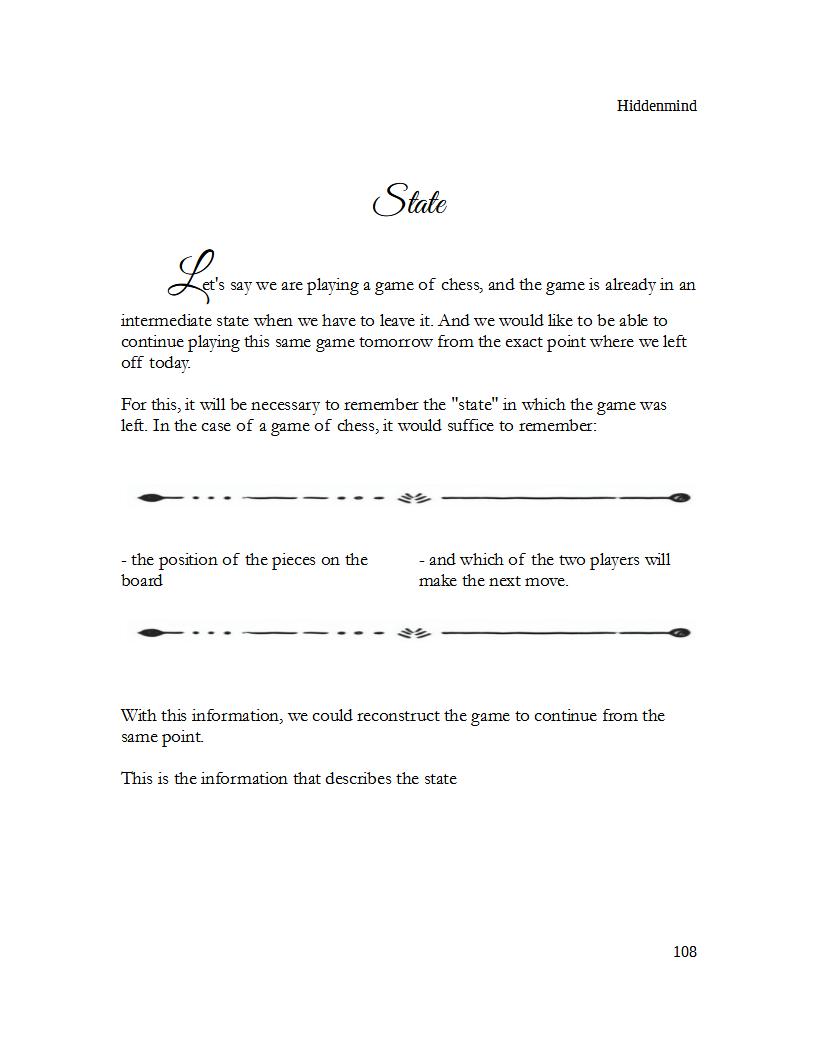 Hiddenmind
State
Let's say we are playing a game of chess, and the game is already in an
intermediate state when we have to leave it. And we would like to be able to
continue playing this same game tomorrow from the exact point where we left
off today.
For this, it will be necessary to remember the "state" in which the game was
left. In the case of a game of chess, it would suffice to remember:
- the position of the pieces on the
board
- and which of the two players will
make the next move.
With this information, we could reconstruct the game to continue from the
same point.
This is the information that describes the state
108